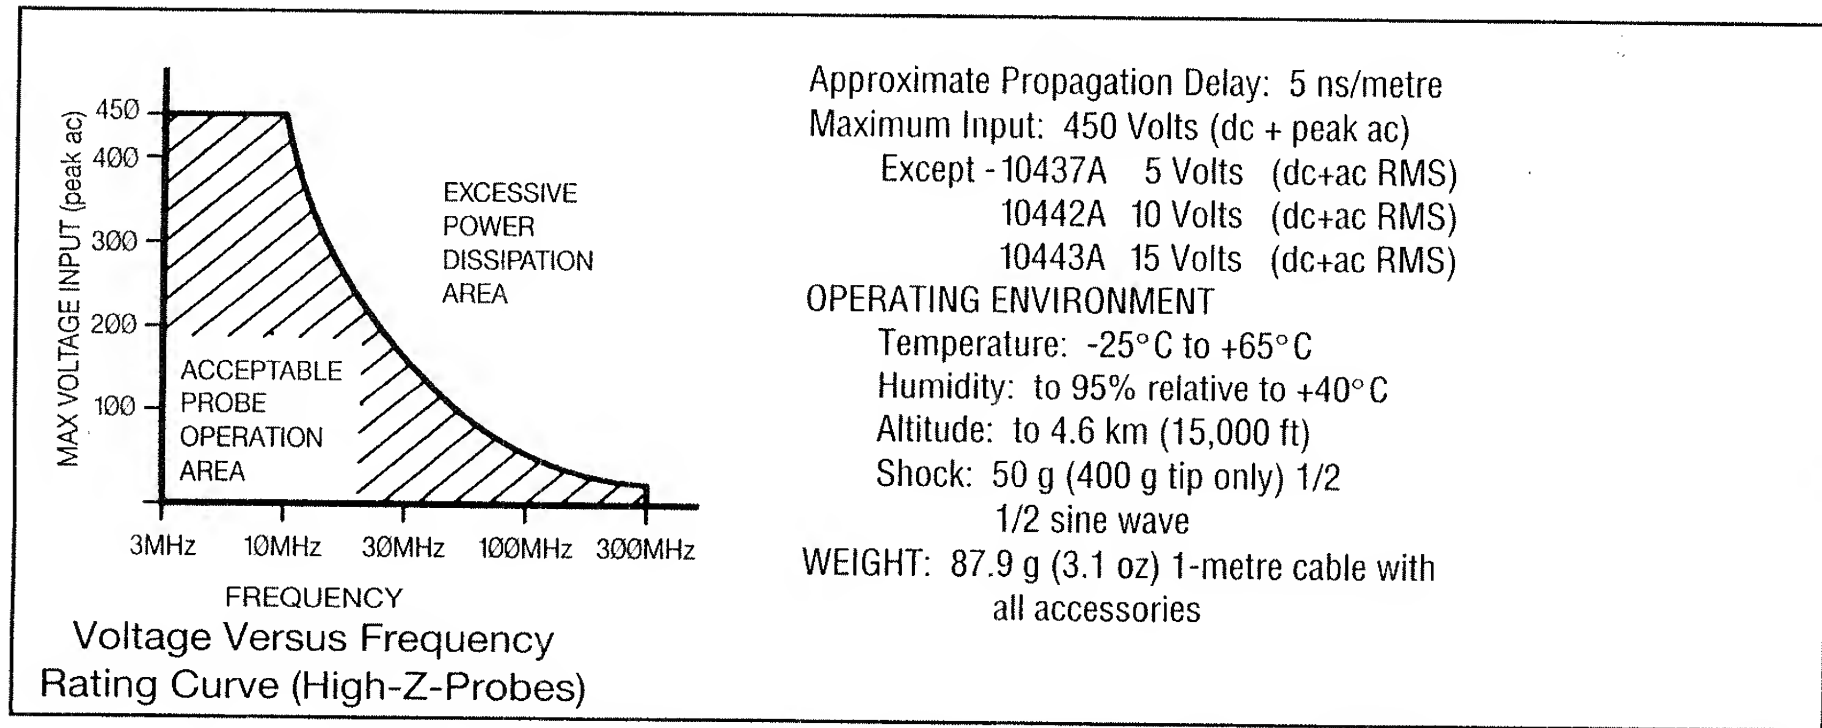 450
400
300
200
100
MAX VOLTAGE INPUT (peak ac)
EXCESSIVE
POWER
DISSIPATION
AREA
ACCEPTABLE
PROBE
OPERATION
AREA
3MHz 10MHz 30MHz 100MHz 300MHz
FREQUENCY
Voltage Versus Frequency
Rating Curve (High-Z-Probes)
Approximate Propagation Delay: 5 ns/metre
Maximum Input: 450 Volts (dc + peak ac)
Except - 10437A 5 Volts (dc+ac RMS)
10442A 10 Volts (dc+ac RMS)
10443A 15 Volts (dc+ac RMS)
OPERATING ENVIRONMENT
Temperature: -25°C to +65°C
Humidity: to 95% relative to +40°C
Altitude: to 4.6 km (15,000 ft)
Shock: 50 g (400 g tip only) 1/2
1/2 sine wave
WEIGHT: 87.9 g (3.1 oz) 1-metre cable with
all accessories